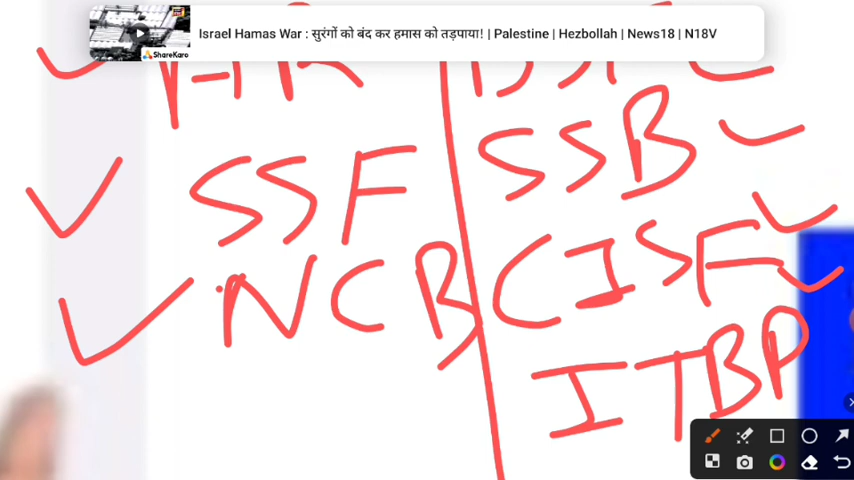 Israel Hamas War : सुरंगों को बंद कर हमास को तड़पाया! | Palestine | Hezbollah | News18 | N18V
ShareKaro
SSB
SSF
CISF
NCB
ITBP